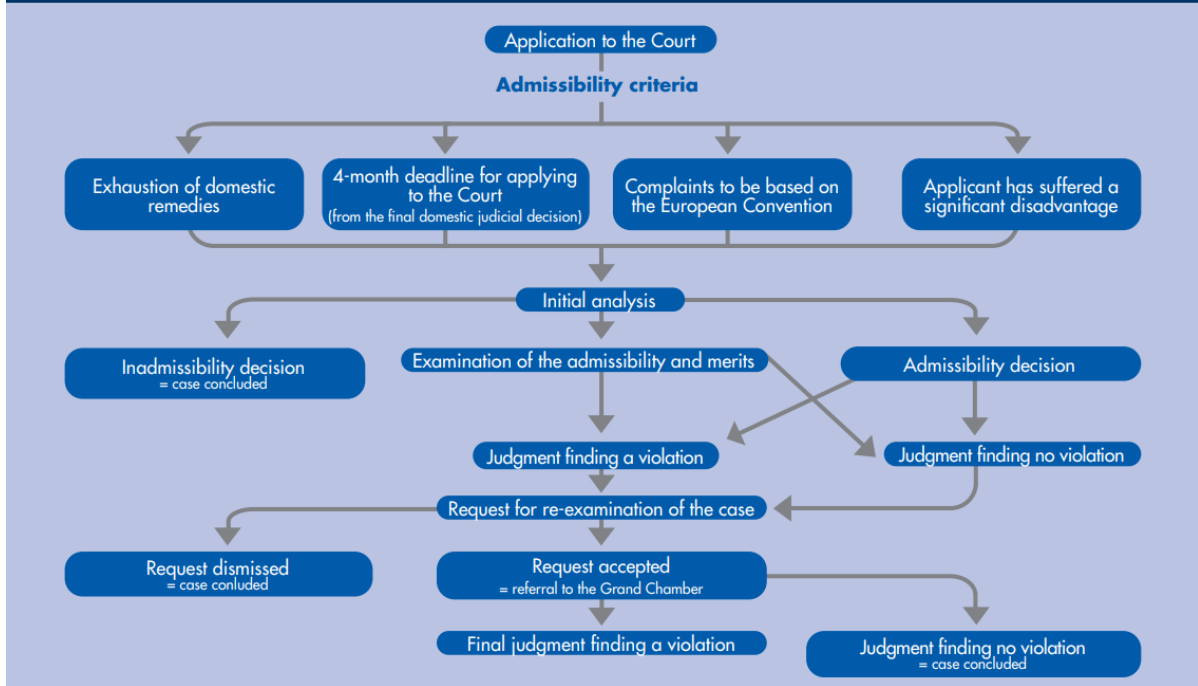 Application to the Court
Admissibility criteria
Exhaustion of domestic
remedies
4-month deadline for applying
to the Court
(from the final domestic judicial decision)
Complaints to be based on
the European Convention
Applicant has suffered a
significant disadvantage
Initial analysis
Inadmissibility decision
= case concluded
Examination of the admissibility and merits
Admissibility decision
Judgment finding a violation
Judgment finding no violation
Request for re-examination of the case
Request dismissed
= case conluded
Request accepted
= referral to the Grand Chamber
Final judgment finding a violation
Judgment finding no violation
= case concluded